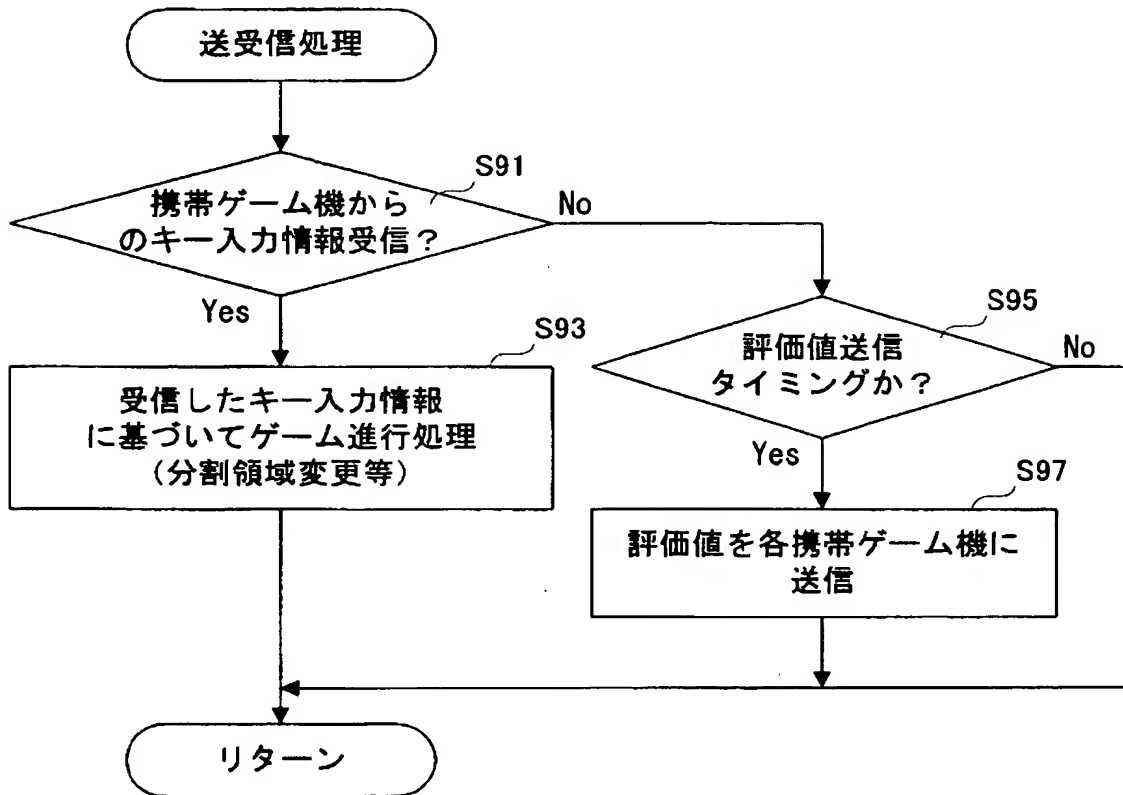 送受信処理
S91
携帯ゲーム機から
のキー入力情報受信?
No
Yes
S93
受信したキー入力情報
に基づいてゲーム進行処理
(分割領域変更等)
S95
評価値送信
タイミングか?
No
Yes
S97
評価値を各携帯ゲーム機に
送信
リターン